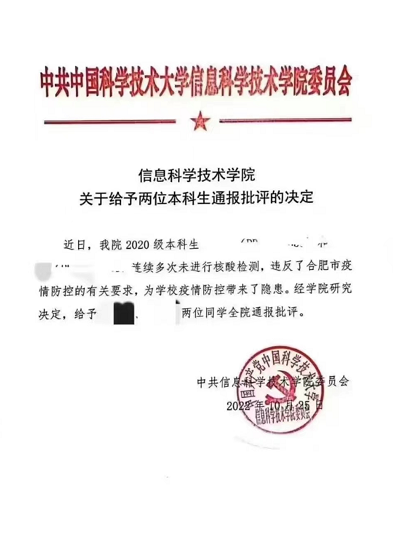 中共中国科学技术大学信息科学技术学院委员会
信息科学技术学院
关于给予两位本科生通报批评的决定
近日，我院 2020 级本科生
连续多次未进行核酸检测，违反了合肥市疫
情防控的有关要求，为学校疫情防控带来了隐患。经学院研究
决定，给予
两位同学全院通报批评。
中共信息科学技术学院委员会
2022 年 10 月 25 日
中国共产党中国科学技术大学
信息科学技术学院委员会